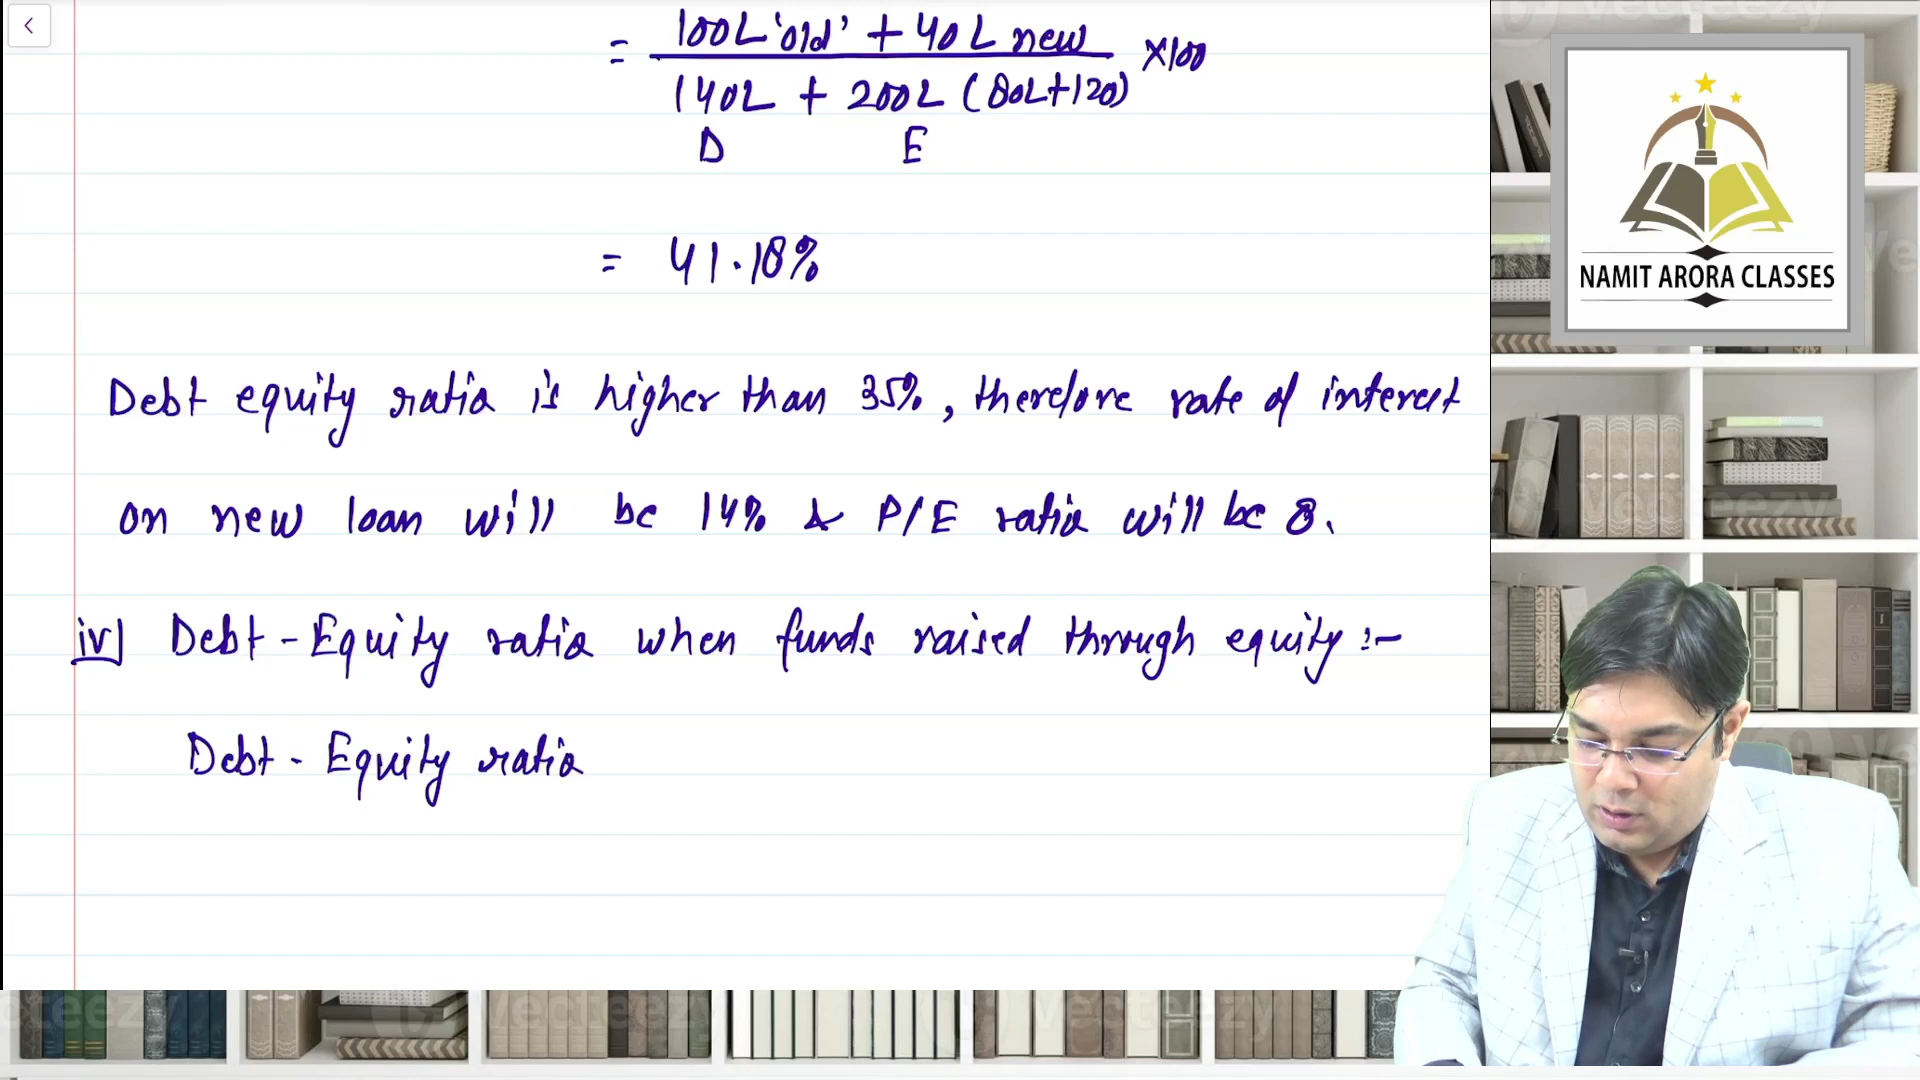 = 100L 'old' + 40L new
140L + 200L (80L+120) ×100
D E
= 41.18%
Debt equity ratio is higher than 35%, therefore rate of interest
on new loan will be 14% & P/E ratio will be 8.
iv) Debt-Equity ratio when funds raised through equity :-
Debt - Equity ratio
NAMIT ARORA CLASSES